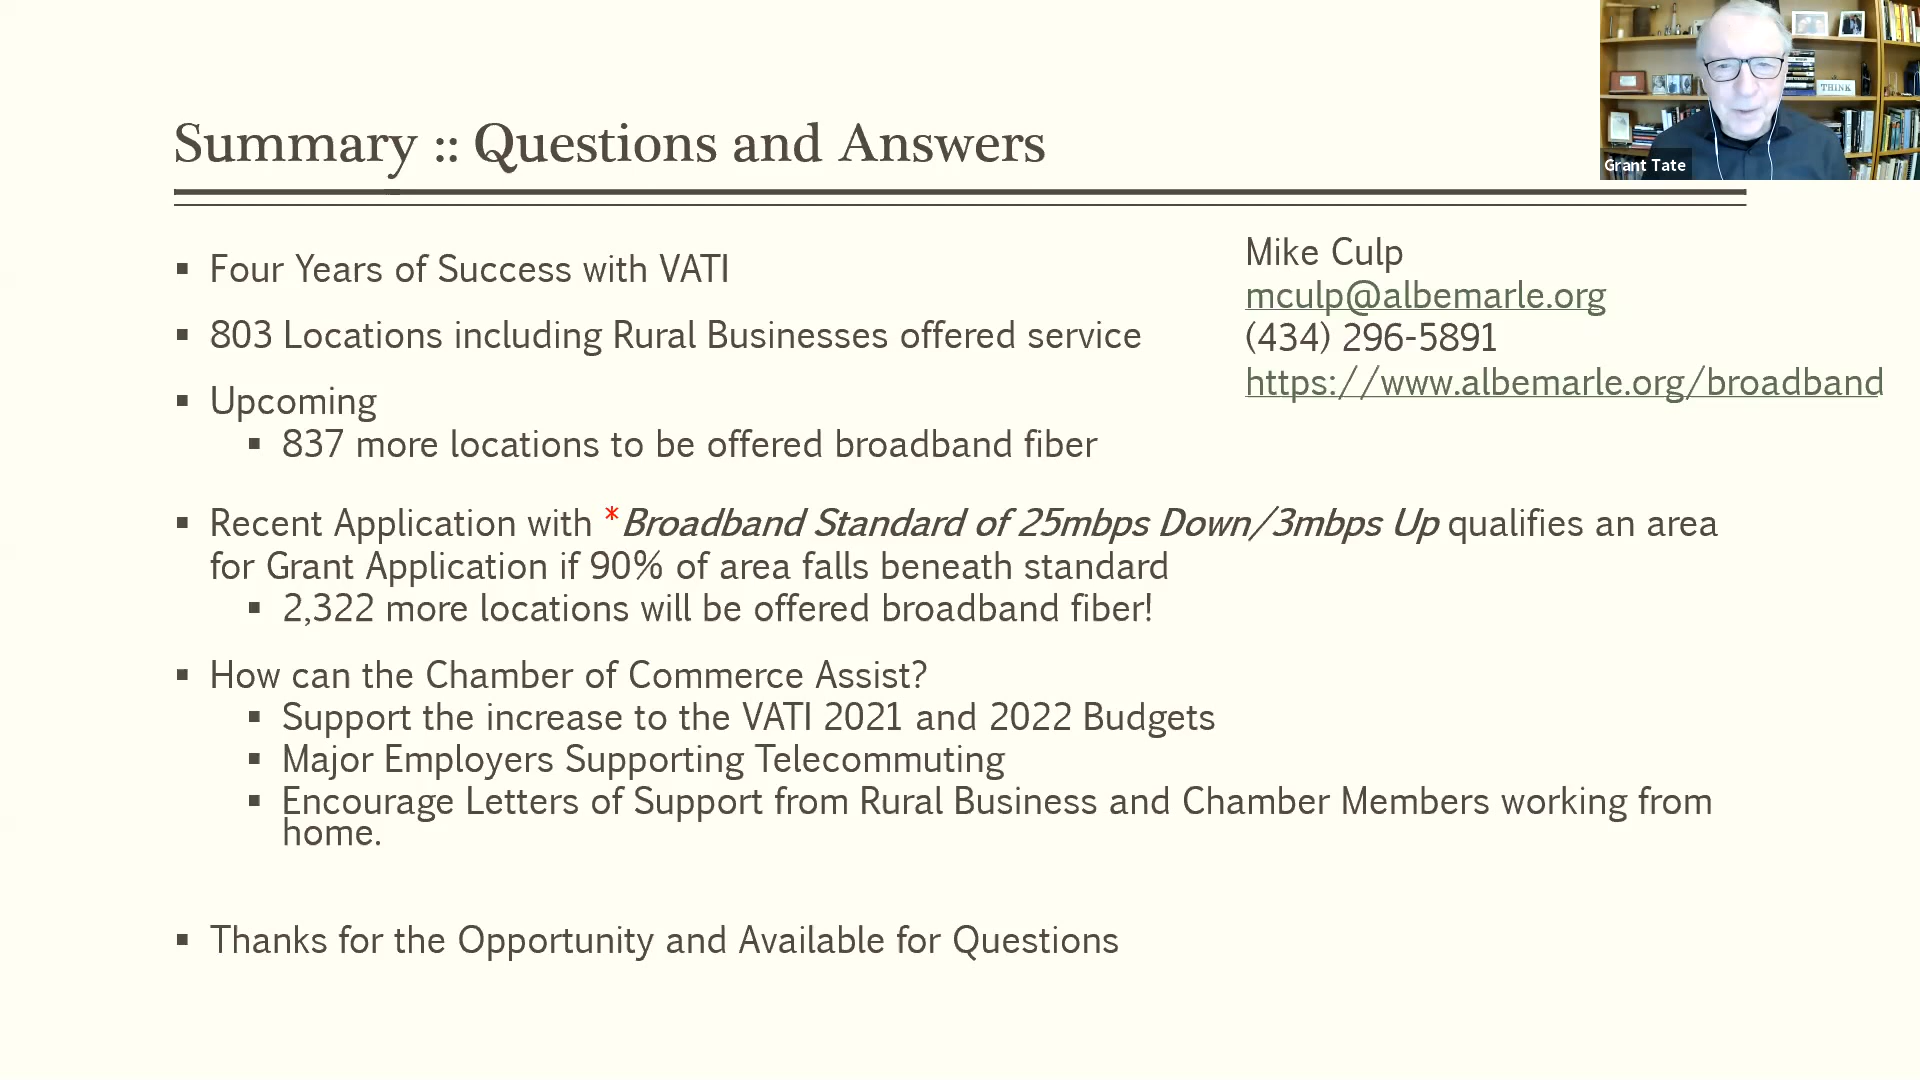 Summary :: Questions and Answers
THINK
Grant Tate
Mike Culp
mculp@albemarle.org
(434) 296-5891
https://www.albemarle.org/broadband
▪ Four Years of Success with VATI
▪ 803 Locations including Rural Businesses offered service
▪ Upcoming
▪ 837 more locations to be offered broadband fiber
▪ Recent Application with *Broadband Standard of 25mbps Down/3mbps Up qualifies an area
for Grant Application if 90% of area falls beneath standard
▪ 2,322 more locations will be offered broadband fiber!
▪ How can the Chamber of Commerce Assist?
▪ Support the increase to the VATI 2021 and 2022 Budgets
▪ Major Employers Supporting Telecommuting
▪ Encourage Letters of Support from Rural Business and Chamber Members working from
home.
▪ Thanks for the Opportunity and Available for Questions